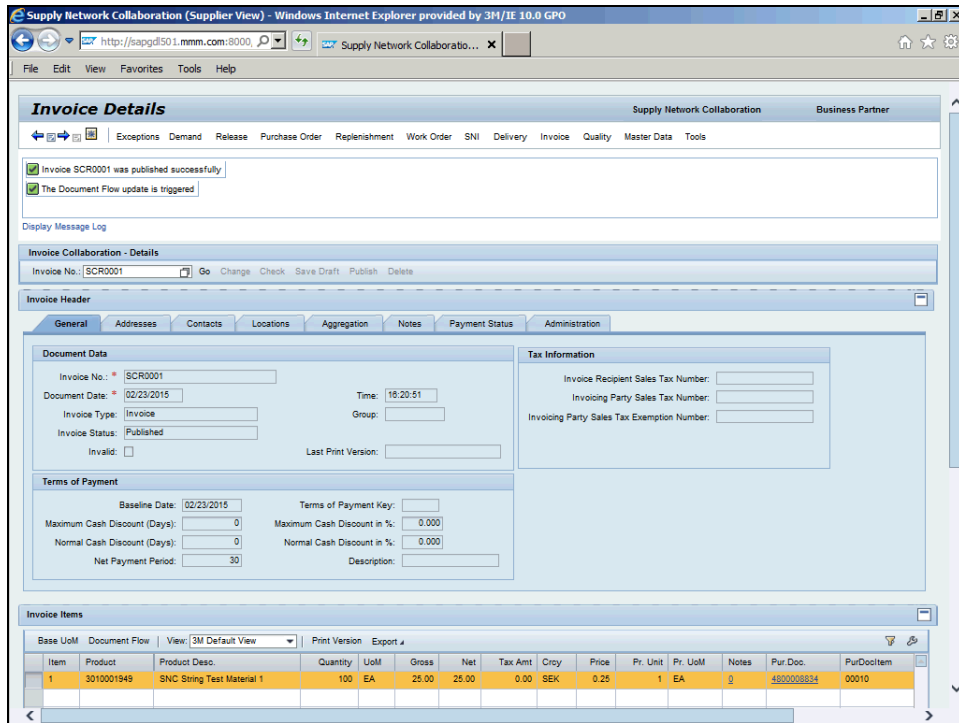 Supply Network Collaboration (Supplier View) - Windows Internet Explorer provided by 3M/IE 10.0 GPO
http://sapgdl501.mmm.com:8000, Supply Network Collaboratio...
File Edit View Favorites Tools Help
Invoice Details Supply Network Collaboration Business Partner
Exceptions Demand Release Purchase Order Replenishment Work Order SNI Delivery Invoice Quality Master Data Tools
Invoice SCR0001 was published successfully
The Document Flow update is triggered
Display Message Log
Invoice Collaboration - Details
Invoice No.: SCR0001 Go Change Check Save Draft Publish Delete
Invoice Header
General Addresses Contacts Locations Aggregation Notes Payment Status Administration
Document Data Tax Information
Invoice No.: * SCR0001 Invoice Recipient Sales Tax Number:
Document Date: * 02/23/2015 Time: 16:20:51 Invoicing Party Sales Tax Number:
Invoice Type: Invoice Group: Invoicing Party Sales Tax Exemption Number:
Invoice Status: Published
Invalid: Last Print Version:
Terms of Payment
Baseline Date: 02/23/2015 Terms of Payment Key:
Maximum Cash Discount (Days): 0 Maximum Cash Discount in %: 0.000
Normal Cash Discount (Days): 0 Normal Cash Discount in %: 0.000
Net Payment Period: 30 Description:
Invoice Items
Base UoM Document Flow View: 3M Default View Print Version Export
Item Product Product Desc. Quantity UoM Gross Net Tax Amt Crcy Price Pr. Unit Pr. UoM Notes Pur.Doc. PurDocItem
1 3010001949 SNC String Test Material 1 100 EA 25.00 25.00 0.00 SEK 0.25 1 EA 0 4800008834 00010